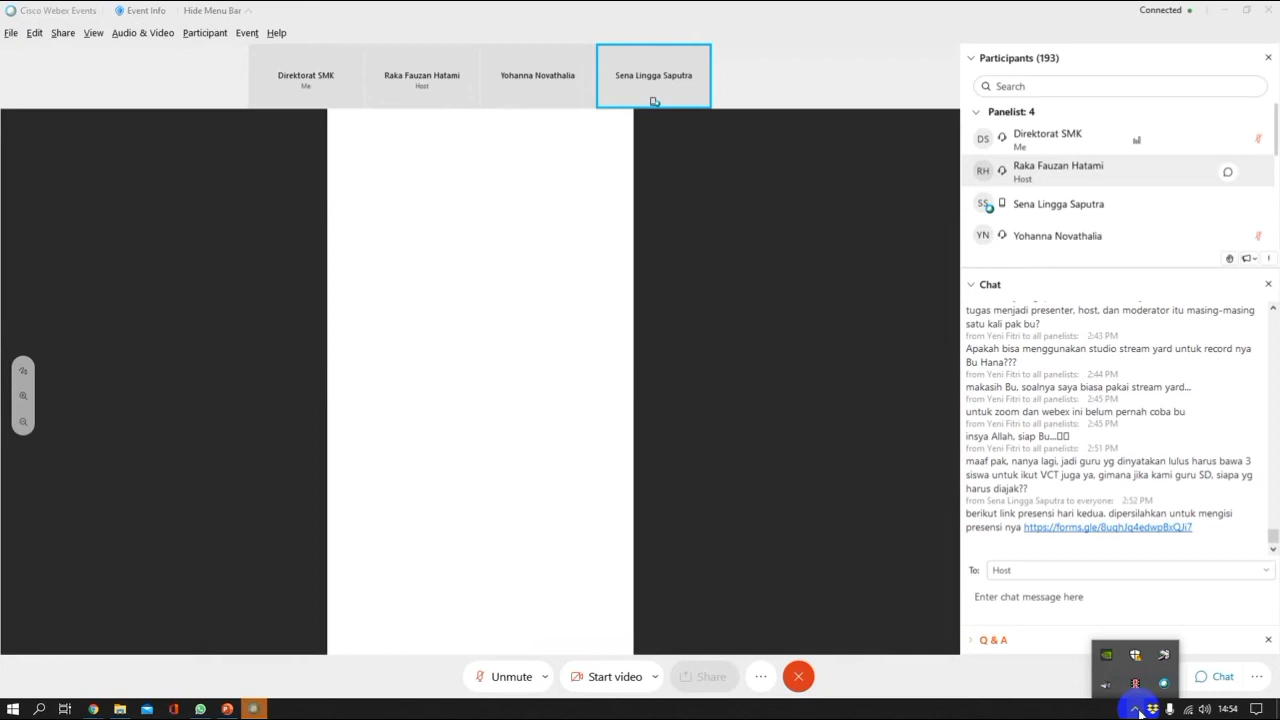 Cisco Webex Events
Event Info
Hide Menu Bar
Connected
File Edit Share View Audio & Video Participant Event Help
Direktorat SMK
Me
Raka Fauzan Hatami
Host
Yohanna Novathalia
Sena Lingga Saputra
Participants (193)
Search
Panelist: 4
DS Direktorat SMK
Me
RH Raka Fauzan Hatami
Host
SS Sena Lingga Saputra
YN Yohanna Novathalia
Chat
tugas menjadi presenter, host, dan moderator itu masing-masing
satu kali pak bu?
from Yeni Fitri to all panelists: 2:43 PM
Apakah bisa menggunakan studio stream yard untuk record nya
Bu Hana???
from Yeni Fitri to all panelists: 2:44 PM
makasih Bu, soalnya saya biasa pakai stream yard...
from Yeni Fitri to all panelists: 2:45 PM
untuk zoom dan webex ini belum pernah coba bu
from Yeni Fitri to all panelists: 2:45 PM
insya Allah, siap Bu...
from Yeni Fitri to all panelists: 2:51 PM
maaf pak, nanya lagi, jadi guru yg dinyatakan lulus harus bawa 3
siswa untuk ikut VCT juga ya, gimana jika kami guru SD, siapa yg
harus diajak??
from Sena Lingga Saputra to everyone: 2:52 PM
berikut link presensi hari kedua. dipersilahkan untuk mengisi
presensi nya https://forms.gle/8uqhJq4edwpBxQJi7
To: Host
Enter chat message here
Q & A
Unmute
Start video
Share
Chat
14:54